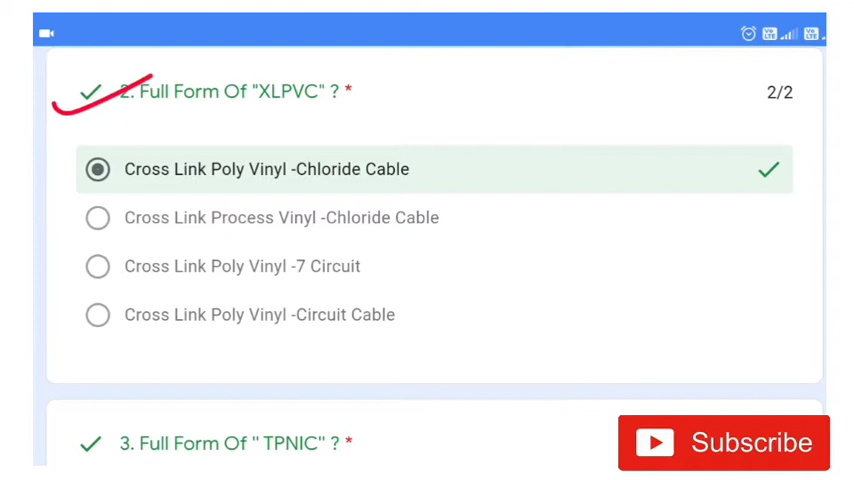 2. Full Form Of "XLPVC" ? *
2/2
Cross Link Poly Vinyl -Chloride Cable
Cross Link Process Vinyl -Chloride Cable
Cross Link Poly Vinyl -7 Circuit
Cross Link Poly Vinyl -Circuit Cable
3. Full Form Of " TPNIC" ? *
Subscribe